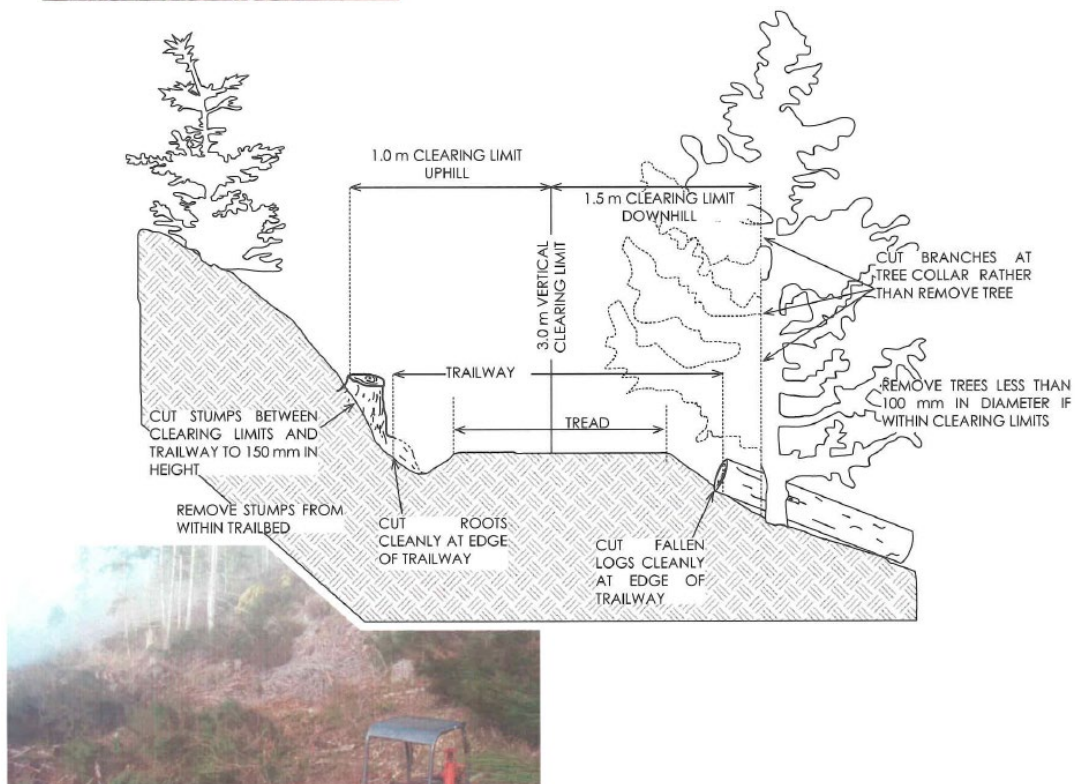 1.0 m CLEARING LIMIT
UPHILL
1.5 m CLEARING LIMIT
DOWNHILL
3.0 m VERTICAL
CLEARING LIMIT
CUT BRANCHES AT
TREE COLLAR RATHER
THAN REMOVE TREE
TRAILWAY
REMOVE TREES LESS THAN
100 mm IN DIAMETER IF
WITHIN CLEARING LIMITS
CUT STUMPS BETWEEN
CLEARING LIMITS AND
TRAILWAY TO 150 mm IN
HEIGHT
TREAD
REMOVE STUMPS FROM
WITHIN TRAILBED
CUT ROOTS
CLEANLY AT EDGE
OF TRAILWAY
CUT FALLEN
LOGS CLEANLY
AT EDGE OF
TRAILWAY